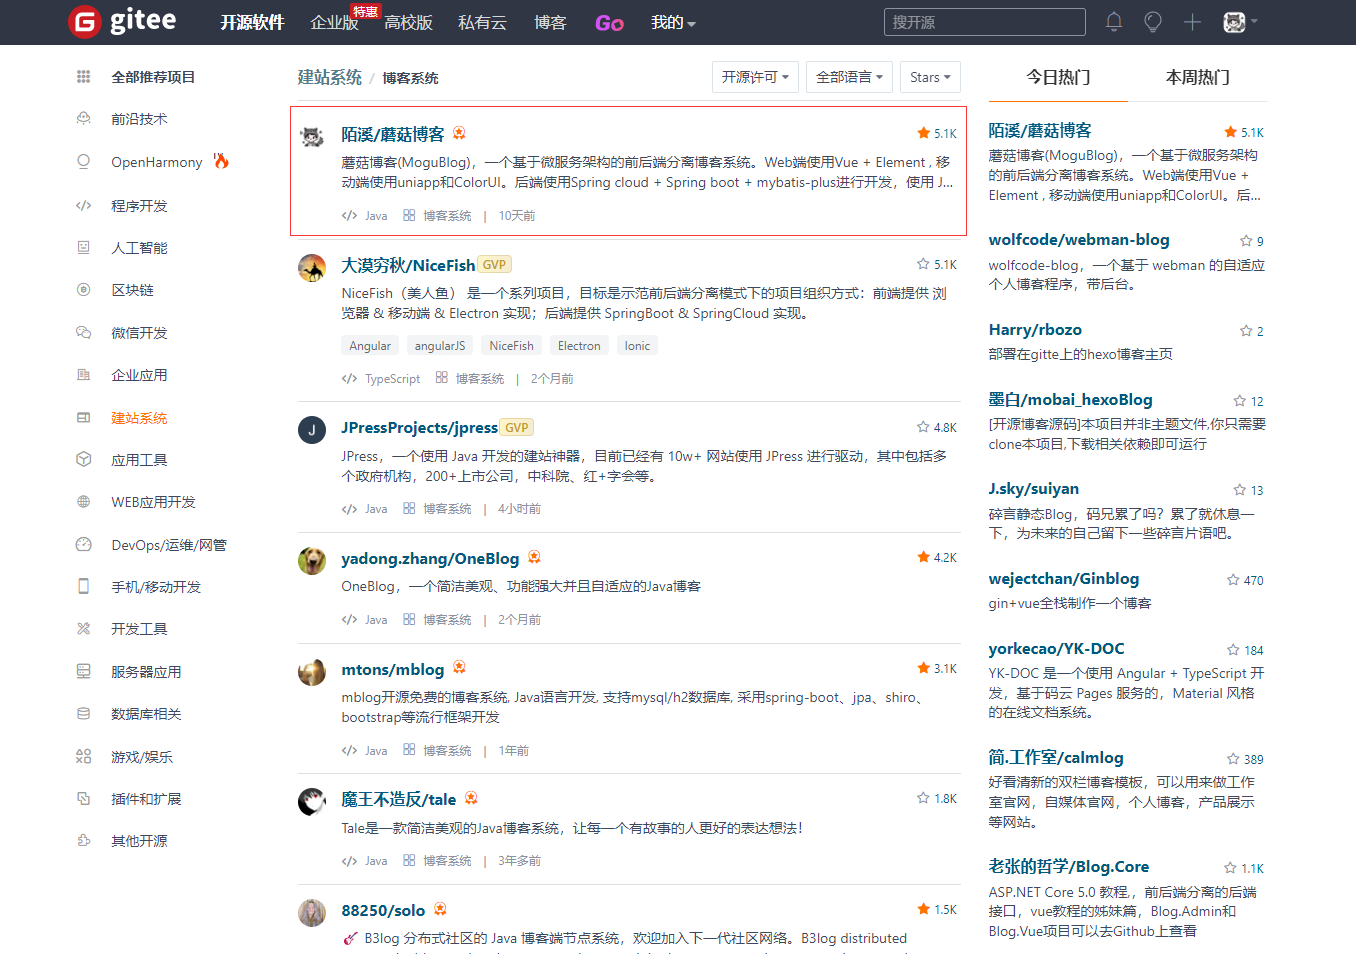 gitee
开源软件
企业版
特惠
高校版
私有云
博客
Go
我的
搜开源
全部推荐项目
前沿技术
OpenHarmony
程序开发
人工智能
区块链
微信开发
企业应用
建站系统
应用工具
WEB应用开发
DevOps/运维/网管
手机/移动开发
开发工具
服务器应用
数据库相关
游戏/娱乐
插件和扩展
其他开源
建站系统 / 博客系统
开源许可
全部语言
Stars
陌溪/蘑菇博客
5.1K
蘑菇博客(MoguBlog)，一个基于微服务架构的前后端分离博客系统。Web端使用Vue + Element , 移
动端使用uniapp和ColorUI。后端使用Spring cloud + Spring boot + mybatis-plus进行开发，使用 J...
Java 博客系统 | 10天前
大漠穷秋/NiceFish GVP
5.1K
NiceFish（美人鱼） 是一个系列项目，目标是示范前后端分离模式下的项目组织方式：前端提供 浏
览器 & 移动端 & Electron 实现；后端提供 SpringBoot & SpringCloud 实现。
Angular angularJS NiceFish Electron Ionic
TypeScript 博客系统 | 2个月前
J
JPressProjects/jpress GVP
4.8K
JPress，一个使用 Java 开发的建站神器，目前已经有 10w+ 网站使用 JPress 进行驱动，其中包括多
个政府机构，200+上市公司，中科院、红+字会等。
Java 博客系统 | 4小时前
yadong.zhang/OneBlog
4.2K
OneBlog，一个简洁美观、功能强大并且自适应的Java博客
Java 博客系统 | 2个月前
mtons/mblog
3.1K
mblog开源免费的博客系统, Java语言开发, 支持mysql/h2数据库, 采用spring-boot、jpa、shiro、
bootstrap等流行框架开发
Java 博客系统 | 1年前
魔王不造反/tale
1.8K
Tale是一款简洁美观的Java博客系统，让每一个有故事的人更好的表达想法！
Java 博客系统 | 3年多前
88250/solo
1.5K
B3log 分布式社区的 Java 博客端节点系统，欢迎加入下一代社区网络。B3log distributed
今日热门
本周热门
陌溪/蘑菇博客
5.1K
蘑菇博客(MoguBlog)，一个基于微服务架构
的前后端分离博客系统。Web端使用Vue +
Element , 移动端使用uniapp和ColorUI。后...
wolfcode/webman-blog
9
wolfcode-blog，一个基于 webman 的自适应
个人博客程序，带后台。
Harry/rbozo
2
部署在gitte上的hexo博客主页
墨白/mobai_hexoBlog
12
[开源博客源码]本项目并非主题文件,你只需要
clone本项目,下载相关依赖即可运行
J.sky/suiyan
13
碎言静态Blog，码兄累了吗？累了就休息一
下，为未来的自己留下一些碎言片语吧。
wejectchan/Ginblog
470
gin+vue全栈制作一个博客
yorkecao/YK-DOC
184
YK-DOC 是一个使用 Angular + TypeScript 开
发，基于码云 Pages 服务的，Material 风格
的在线文档系统。
简.工作室/calmlog
389
好看清新的双栏博客模板，可以用来做工作
室官网，自媒体官网，个人博客，产品展示
等网站。
老张的哲学/Blog.Core
1.1K
ASP.NET Core 5.0 教程,，前后端分离的后端
接口，vue教程的姊妹篇，Blog.Admin和
Blog.Vue项目可以去Github上查看